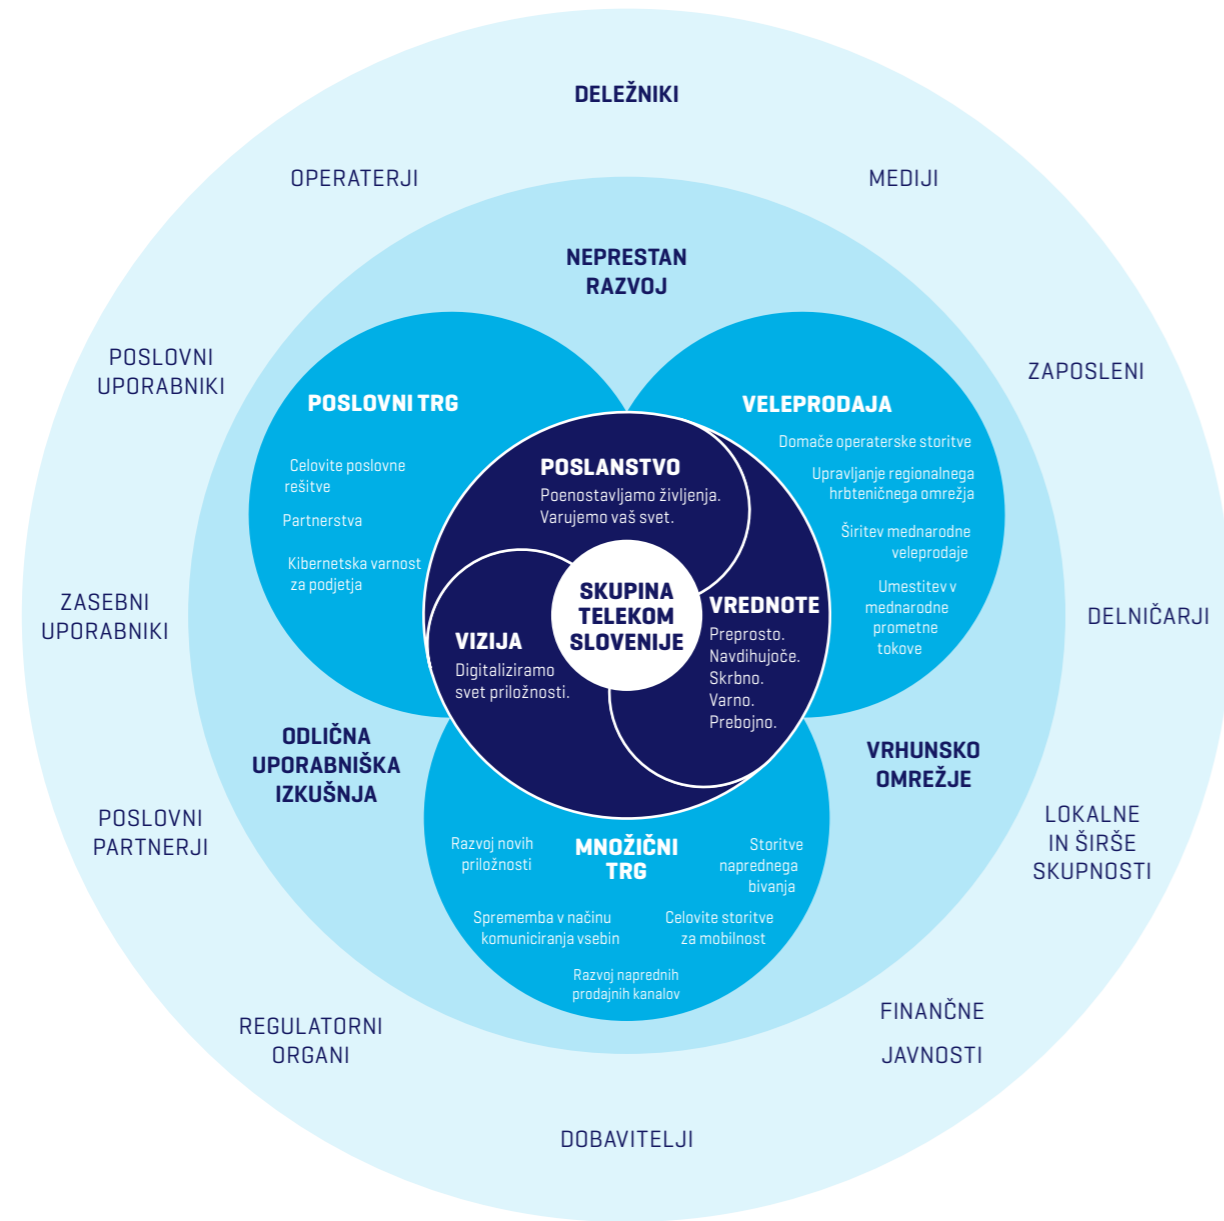 DELEŽNIKI
OPERATERJI
MEDIJI
NEPRESTAN
RAZVOJ
POSLOVNI
UPORABNIKI
ZAPOSLENI
POSLOVNI TRG
Celovite poslovne
rešitve
Partnerstva
Kibernetska varnost
za podjetja
VELEPRODAJA
Domače operaterske storitve
Upravljanje regionalnega
hrbteničnega omrežja
Širitev mednarodne
veleprodaje
Umestitev v
mednarodne
prometne
tokove
POSLANSTVO
Poenostavljamo življenja.
Varujemo vaš svet.
SKUPINA
TELEKOM
SLOVENIJE
VREDNOTE
Preprosto.
Navdihujoče.
Skrbno.
Varno.
Prebojno.
VIZIJA
Digitaliziramo
svet priložnosti.
ZASEBNI
UPORABNIKI
DELNIČARJI
ODLIČNA
UPORABNIŠKA
IZKUŠNJA
VRHUNSKO
OMREŽJE
POSLOVNI
PARTNERJI
LOKALNE
IN ŠIRŠE
SKUPNOSTI
MNOŽIČNI
TRG
Razvoj novih
priložnosti
Storitve
naprednega
bivanja
Sprememba v načinu
komuniciranja vsebin
Celovite storitve
za mobilnost
Razvoj naprednih
prodajnih kanalov
REGULATORNI
ORGANI
FINANČNE
JAVNOSTI
DOBAVITELJI